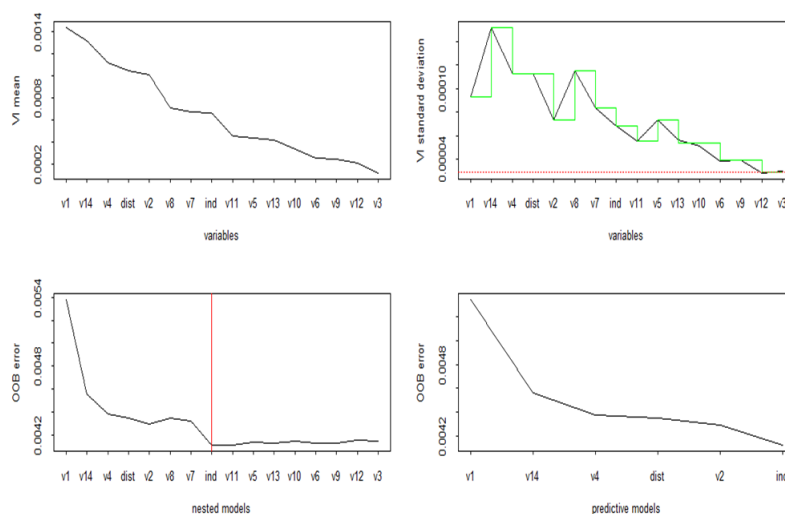 VI mean
0.0014
0.0008
0.0002
v1 v14 v4 dist v2 v8 v7 ind v11 v5 v13 v10 v6 v9 v12 v3
variables
VI standard deviation
0.00010
0.00004
v1 v14 v4 dist v2 v8 v7 ind v11 v5 v13 v10 v6 v9 v12 v3
variables
OOB error
0.0054
0.0048
0.0042
v1 v14 v4 dist v2 v8 v7 ind v11 v5 v13 v10 v6 v9 v12 v3
nested models
OOB error
0.0048
0.0042
v1 v14 v4 dist v2 ind
predictive models